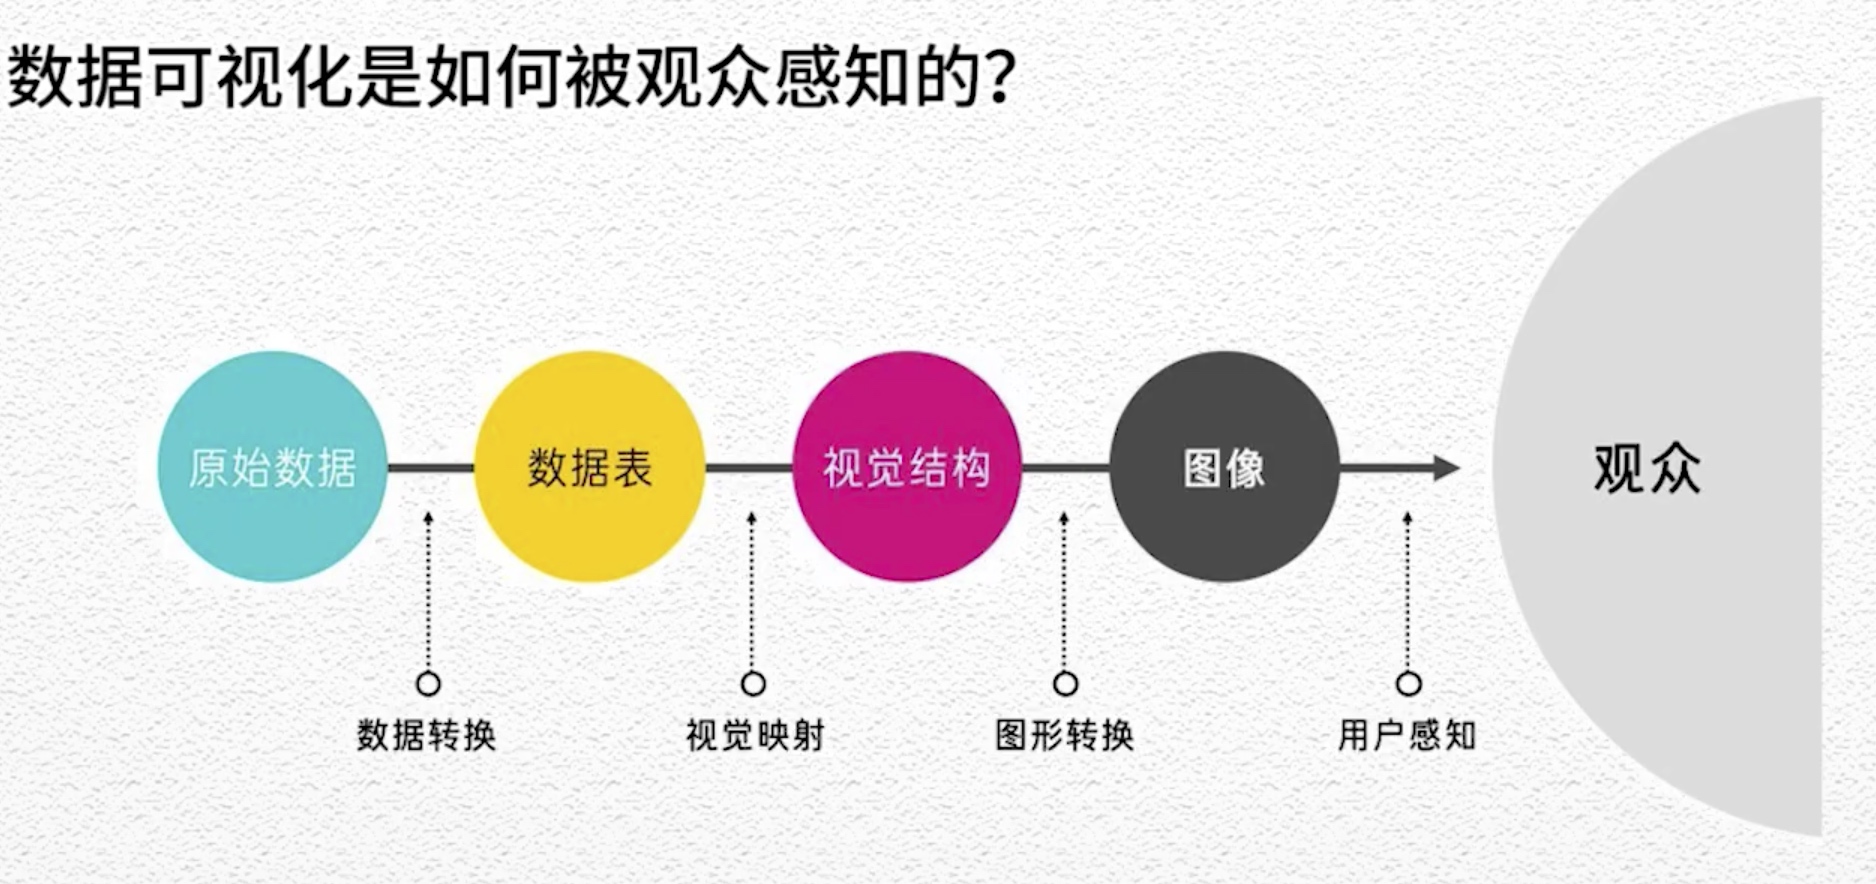 数据可视化是如何被观众感知的?
原始数据
数据表
视觉结构
图像
观众
数据转换
视觉映射
图形转换
用户感知